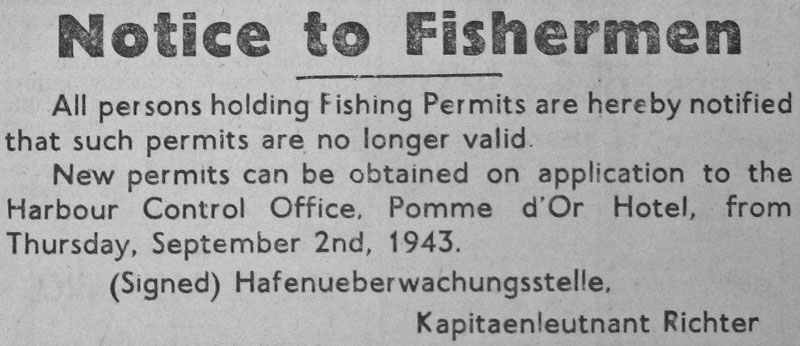 Notice to Fishermen
All persons holding Fishing Permits are hereby notified
that such permits are no longer valid.
New permits can be obtained on application to the
Harbour Control Office, Pomme d'Or Hotel, from
Thursday, September 2nd, 1943.
(Signed) Hafenueberwachungsstelle,
Kapitaenleutnant Richter